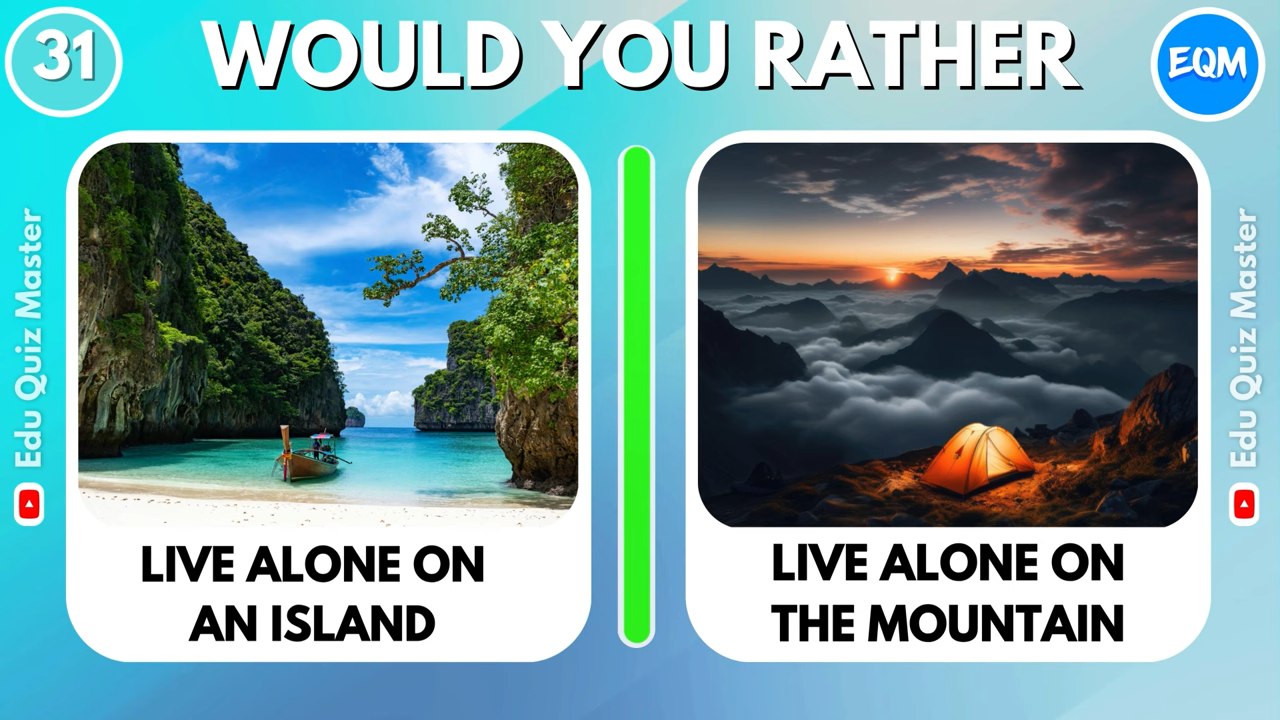 31
WOULD YOU RATHER
EQM
Edu Quiz Master
LIVE ALONE ON
AN ISLAND
LIVE ALONE ON
THE MOUNTAIN
Edu Quiz Master